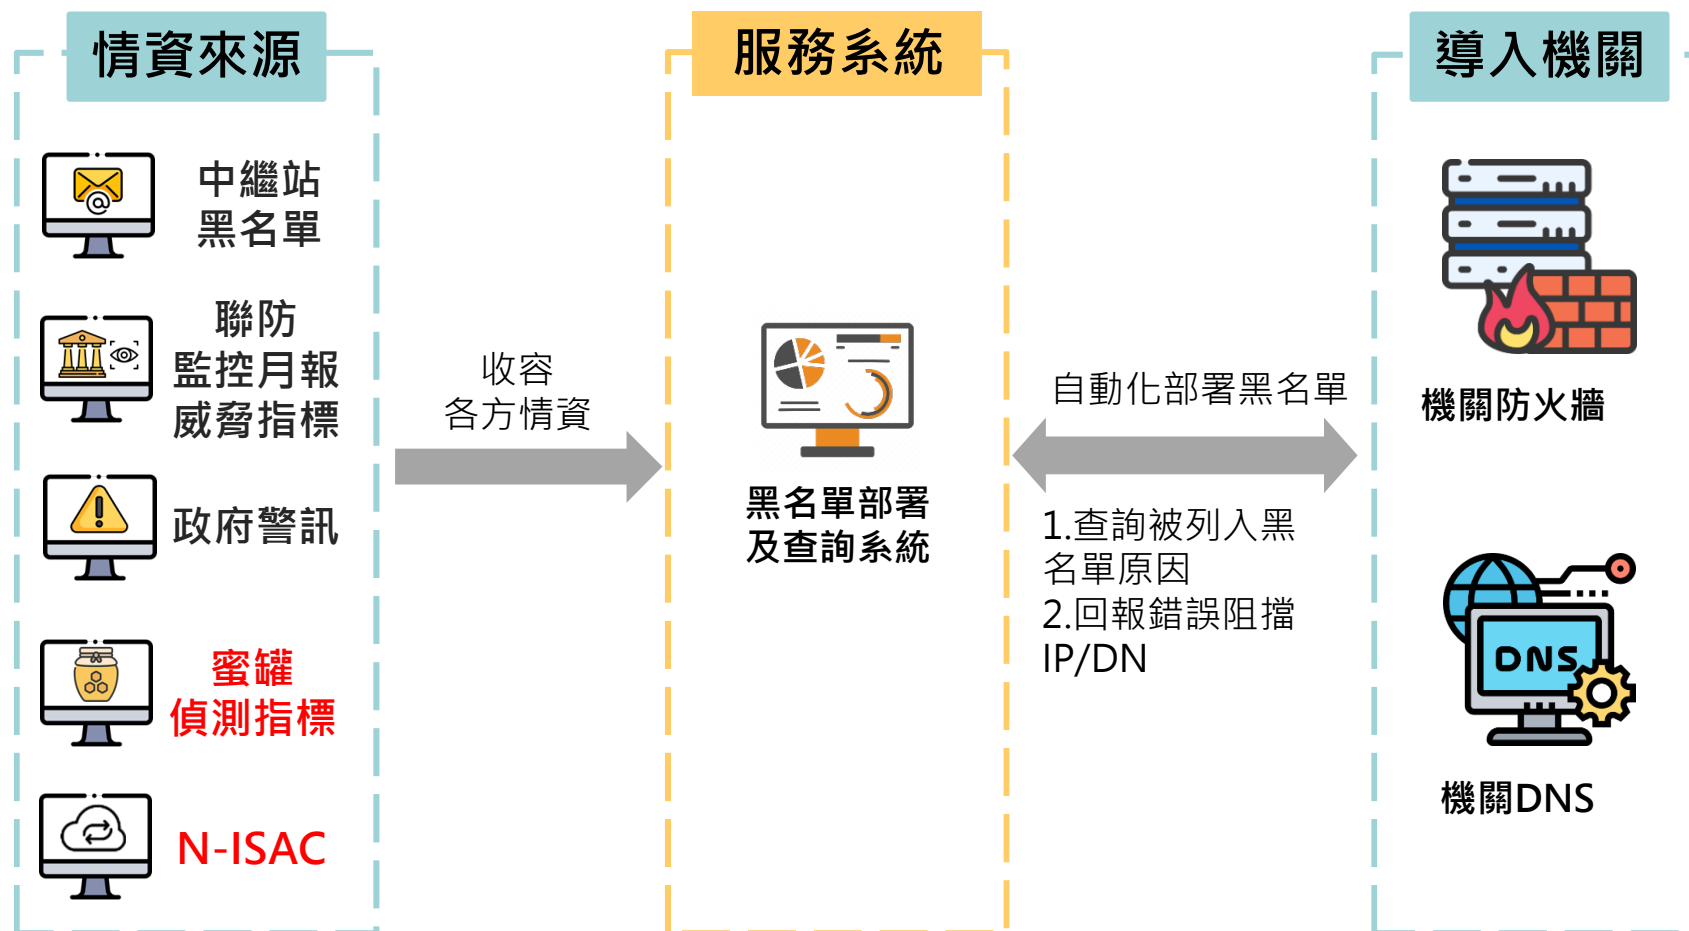 情資來源
中繼站
黑名單
聯防
監控月報
威脅指標
政府警訊
蜜罐
偵測指標
N-ISAC
收容
各方情資
服務系統
黑名單部署
及查詢系統
自動化部署黑名單
1.查詢被列入黑
名單原因
2.回報錯誤阻擋
IP/DN
導入機關
機關防火牆
DNS
機關DNS